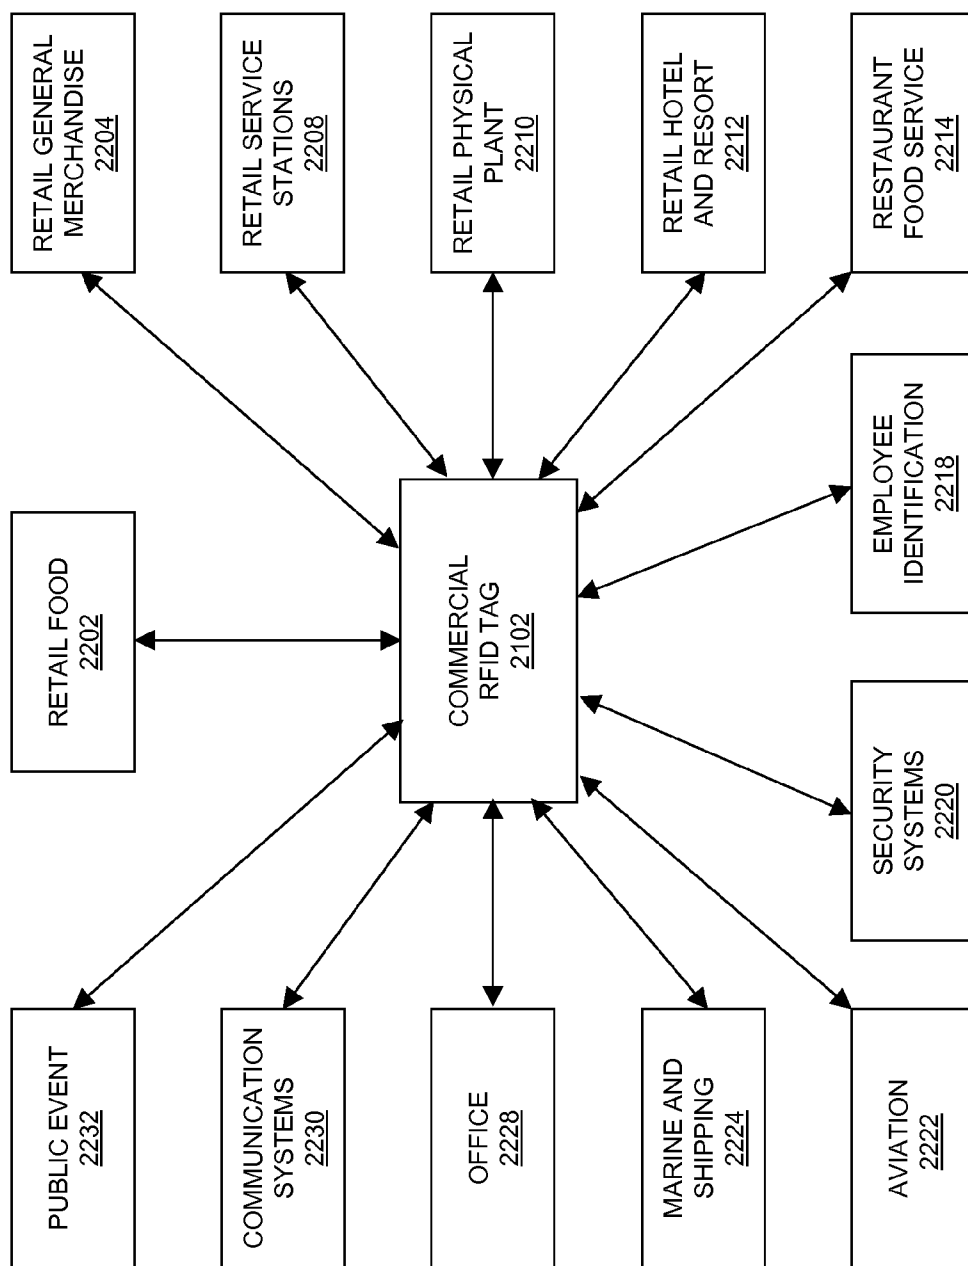 PUBLIC EVENT
2232
RETAIL FOOD
2202
RETAIL GENERAL
MERCHANDISE
2204
COMMUNICATION
SYSTEMS
2230
RETAIL SERVICE
STATIONS
2208
OFFICE
2228
COMMERCIAL
RFID TAG
2102
RETAIL PHYSICAL
PLANT
2210
MARINE AND
SHIPPING
2224
RETAIL HOTEL
AND RESORT
2212
AVIATION
2222
SECURITY
SYSTEMS
2220
EMPLOYEE
IDENTIFICATION
2218
RESTAURANT
FOOD SERVICE
2214